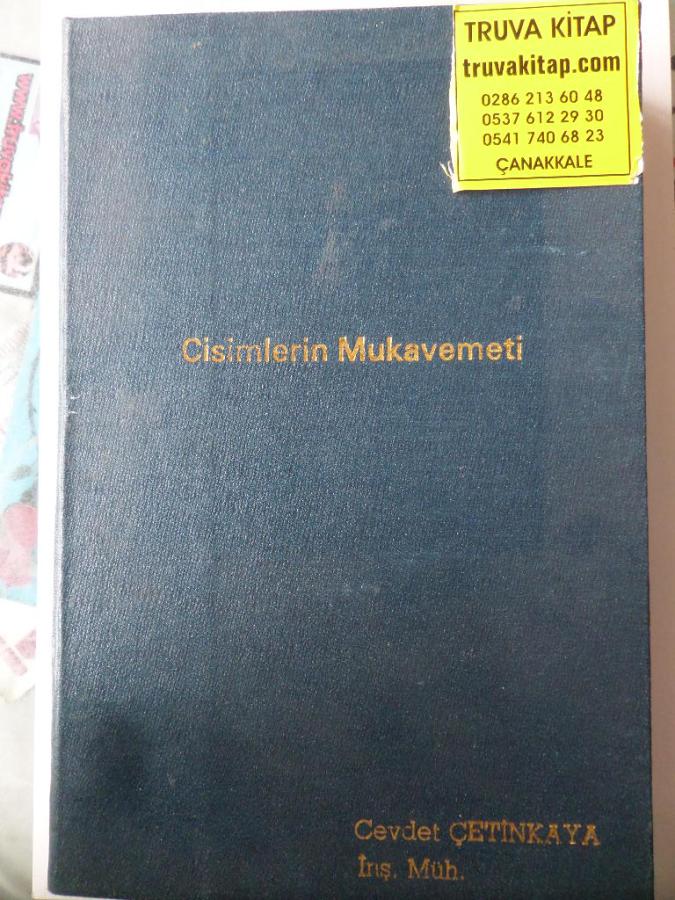 TRUVA KİTAP
truvakitap.com
0286 213 60 48
0537 612 29 30
0541 740 68 23
ÇANAKKALE
Cisimlerin Mukavemeti
Cevdet ÇETİNKAYA
İnş. Müh.